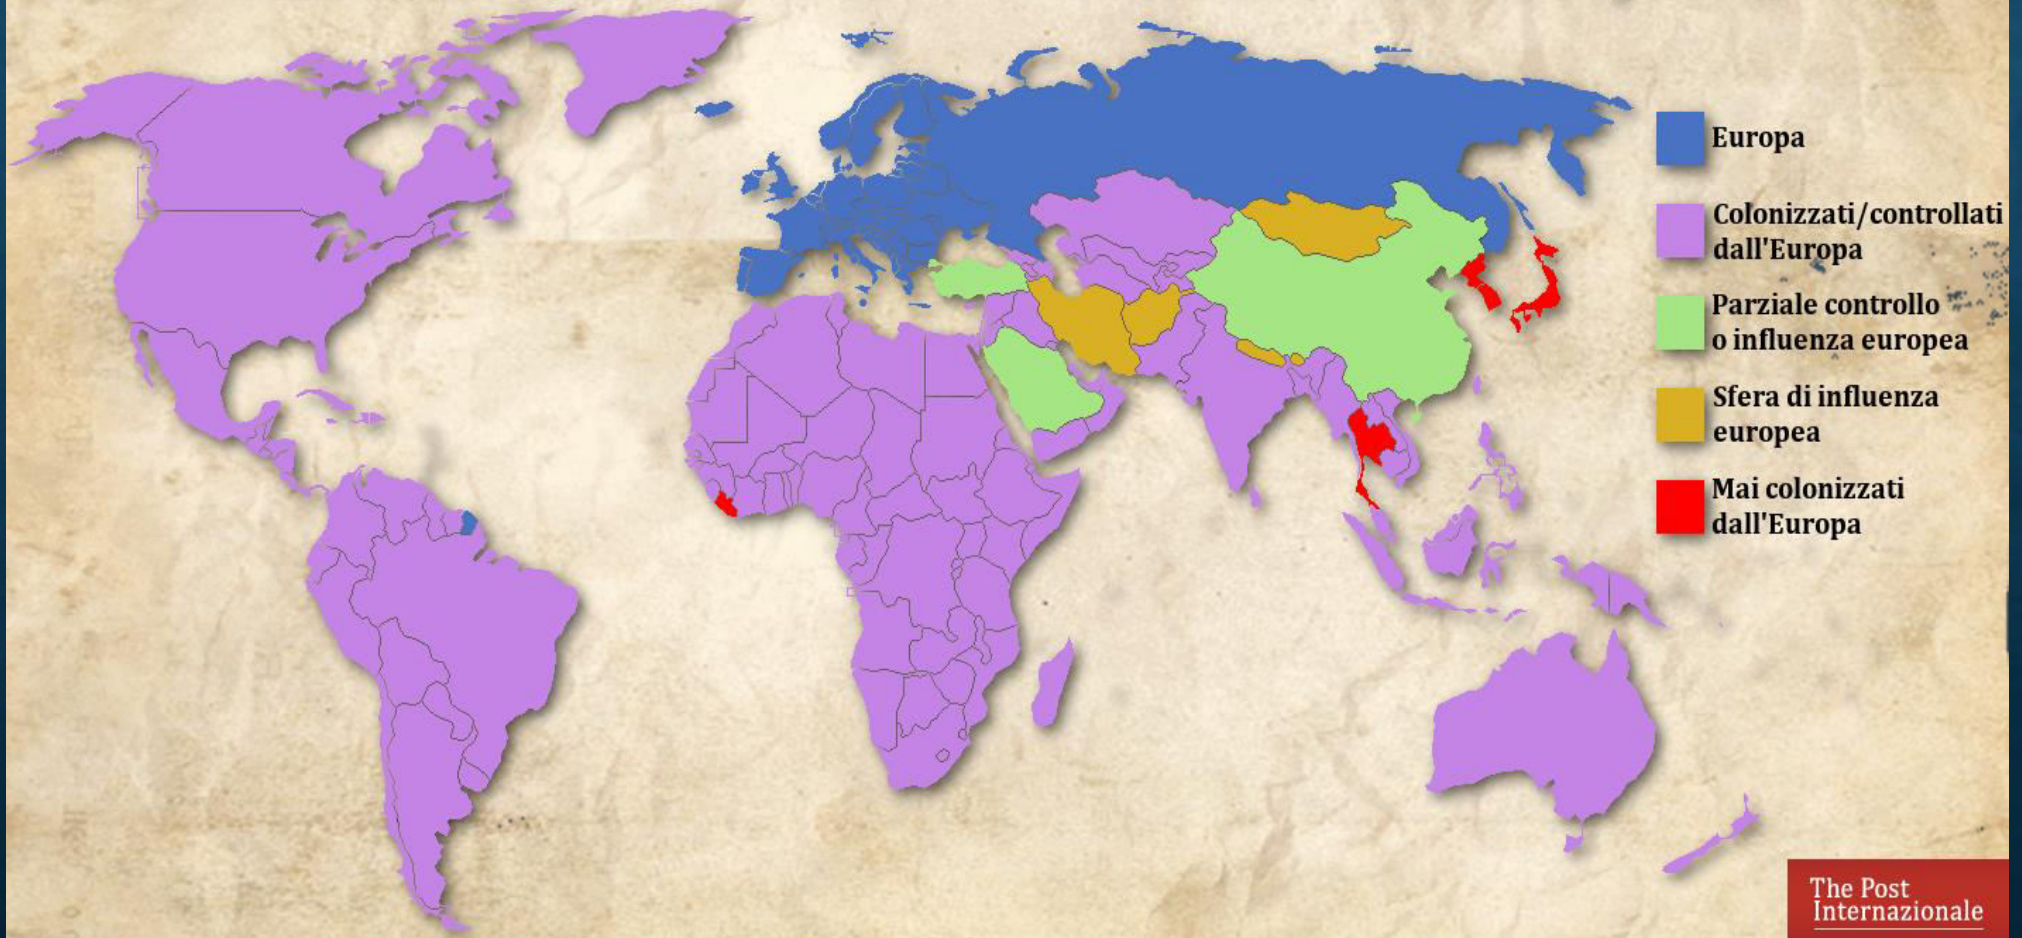 Europa
Colonizzati/controllati
dall'Europa
Parziale controllo
o influenza europea
Sfera di influenza
europea
Mai colonizzati
dall'Europa
The Post
Internazionale